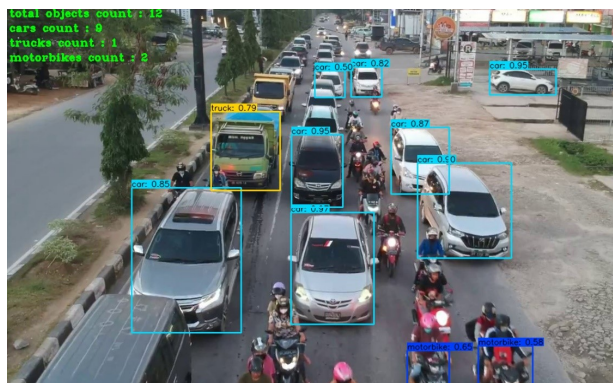 total objects count : 12
cars count : 9
trucks count : 1
motorbikes count : 2
car: 0.50
car: 0.82
car: 0.95
truck: 0.79
car: 0.95
car: 0.87
car: 0.90
car: 0.85
car: 0.97
motorbike: 0.65
motorbike: 0.56